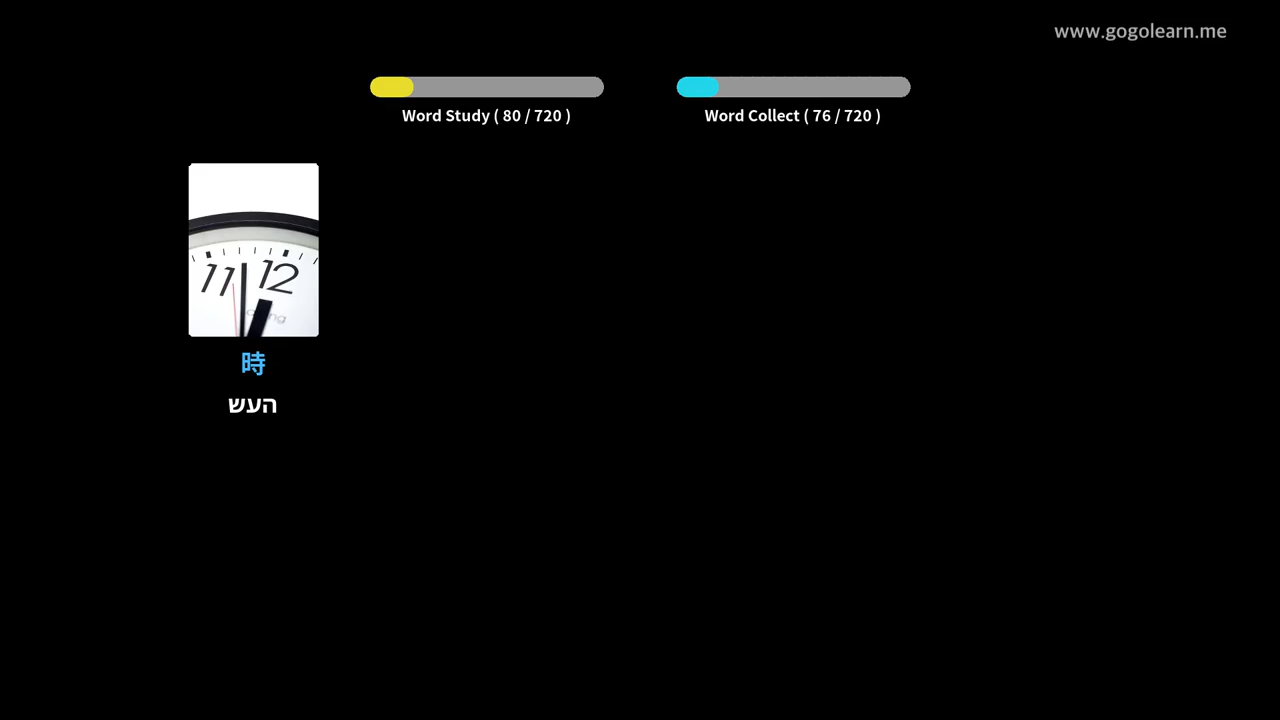 www.gogolearn.me
Word Study ( 80 / 720 )
Word Collect ( 76 / 720 )
11 12
時
העש